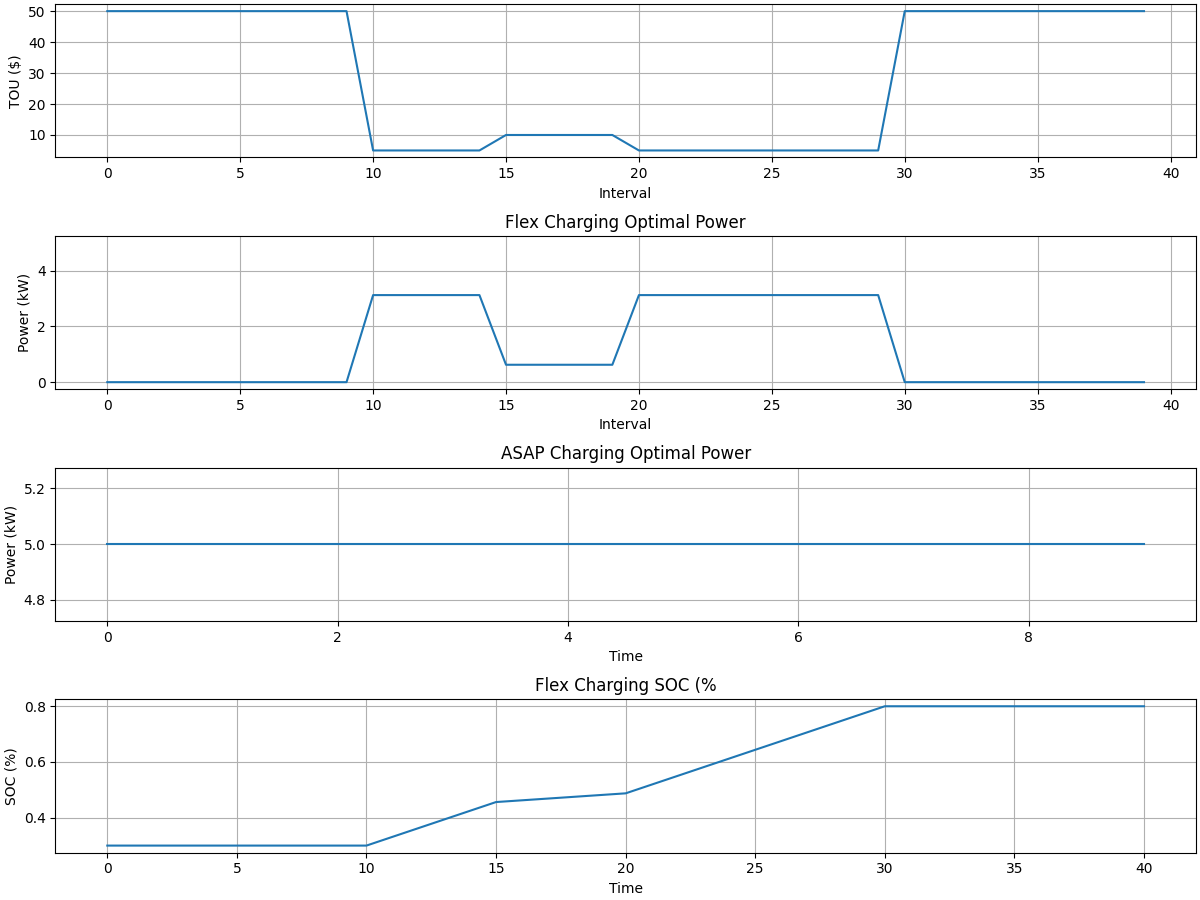 50
40
30
20
10
TOU ($)
0 5 10 15 20 25 30 35 40
Interval
Flex Charging Optimal Power
4
2
0
Power (kW)
0 5 10 15 20 25 30 35 40
Interval
ASAP Charging Optimal Power
5.2
5.0
4.8
Power (kW)
0 2 4 6 8
Time
Flex Charging SOC (%
0.8
0.6
0.4
SOC (%)
0 5 10 15 20 25 30 35 40
Time